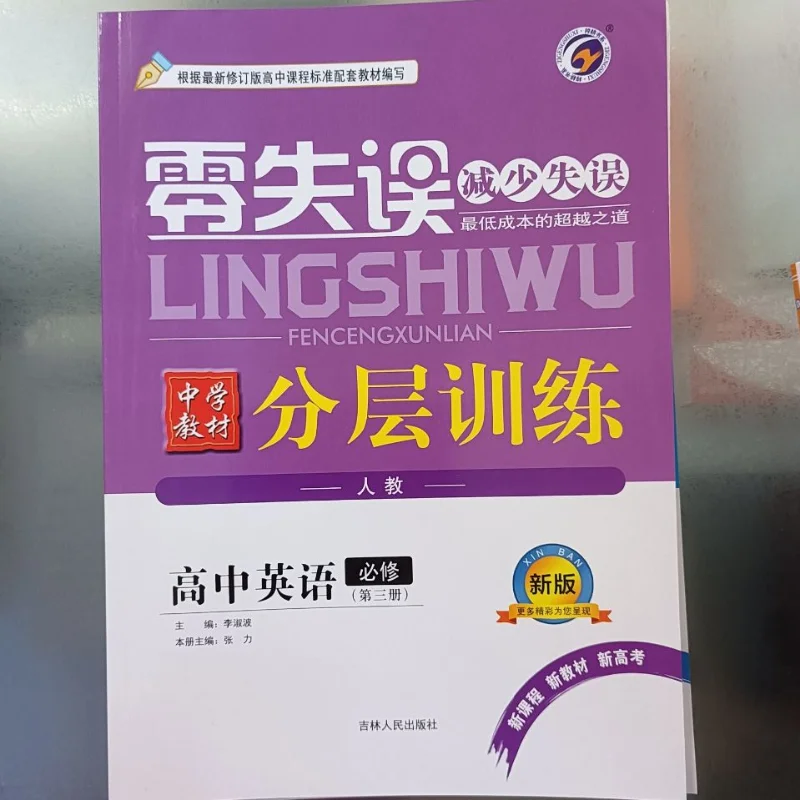 根据最新修订版高中课程标准配套教材编写
零失误
减少失误
最低成本的超越之道
LINGSHIWU
FENCENGXUNLIAN
中学
教材
分层训练
人教
高中英语
必修
(第三册)
主 编：李淑波
本册主编：张 力
XIN BAN
新版
更多精彩为您呈现
新课程 新教材 新高考
吉林人民出版社